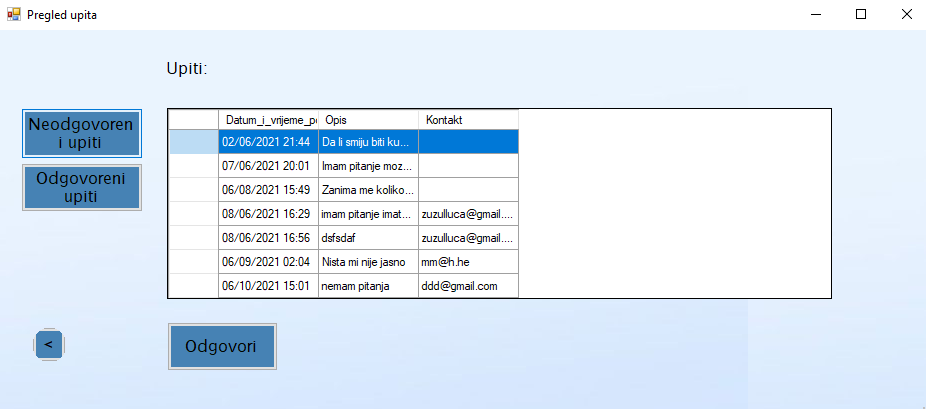 Pregled upita
Upiti:
Neodgovoren
i upiti
Odgovoreni
upiti
Datum_i_vrijeme_po Opis Kontakt
02/06/2021 21:44 Da li smiju biti ku...
07/06/2021 20:01 Imam pitanje moz...
06/08/2021 15:49 Zanima me koliko...
08/06/2021 16:29 imam pitanje imat... zuzulluca@gmail....
08/06/2021 16:56 dsfsdaf zuzulluca@gmail....
06/09/2021 02:04 Nista mi nije jasno mm@h.he
06/10/2021 15:01 nemam pitanja ddd@gmail.com
< Odgovori